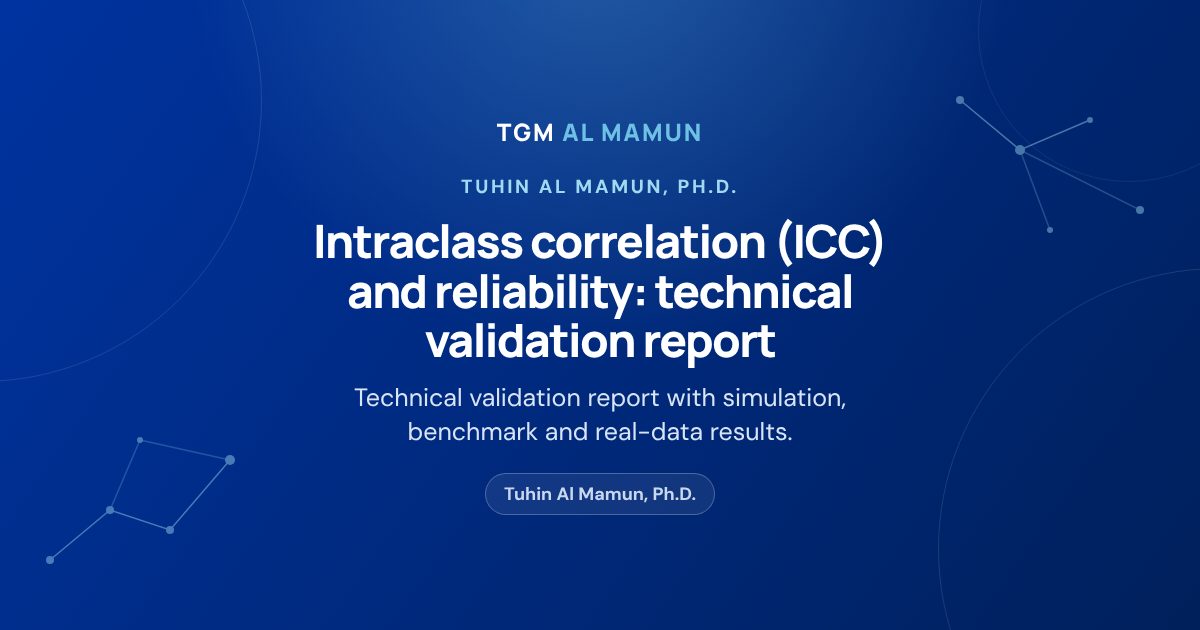 TGM AL MAMUN
TUHIN AL MAMUN, PH.D.
Intraclass correlation (ICC)
and reliability: technical
validation report
Technical validation report with simulation,
benchmark and real-data results.
Tuhin Al Mamun, Ph.D.